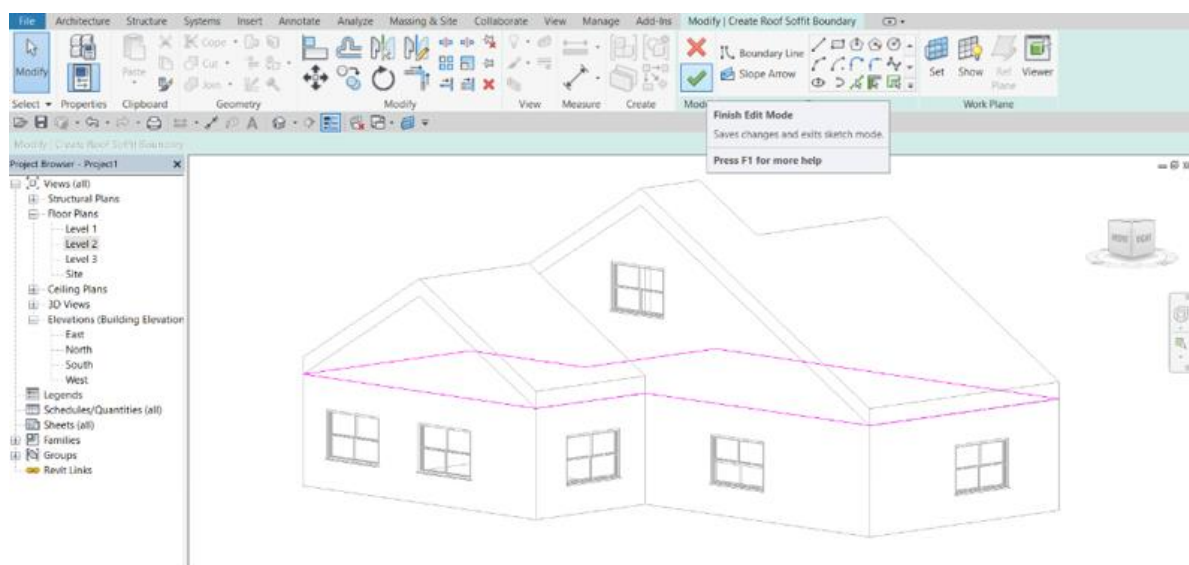 File Architecture Structure Systems Insert Annotate Analyze Massing & Site Collaborate View Manage Add-Ins Modify | Create Roof Soffit Boundary
Cope
Boundary Line
Modify
Paste
Cut
Slope Arrow
Set Show Ref Plane Viewer
Join
Select Properties Clipboard Geometry Modify View Measure Create Mod Work Plane
Finish Edit Mode
Saves changes and exits sketch mode.
Press F1 for more help
Modify | Create Roof Soffit Boundary
Project Browser - Project1
Views (all)
Structural Plans
Floor Plans
Level 1
Level 2
Level 3
Site
Ceiling Plans
3D Views
Elevations (Building Elevation
East
North
South
West
Legends
Schedules/Quantities (all)
Sheets (all)
Families
Groups
Revit Links